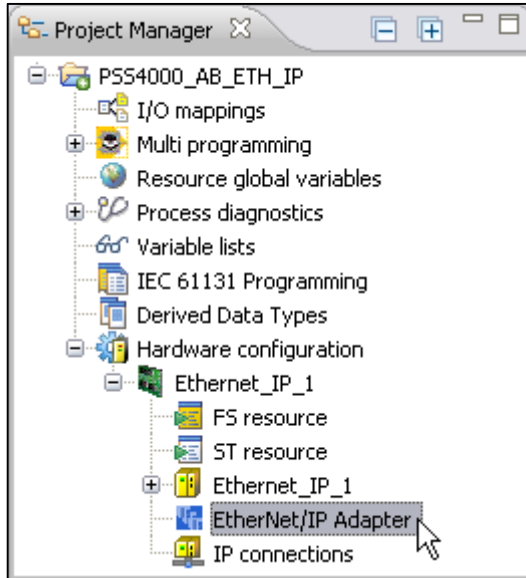 Project Manager
PSS4000_AB_ETH_IP
I/O mappings
Multi programming
Resource global variables
Process diagnostics
Variable lists
IEC 61131 Programming
Derived Data Types
Hardware configuration
Ethernet_IP_1
FS resource
ST resource
Ethernet_IP_1
EtherNet/IP Adapter
IP connections